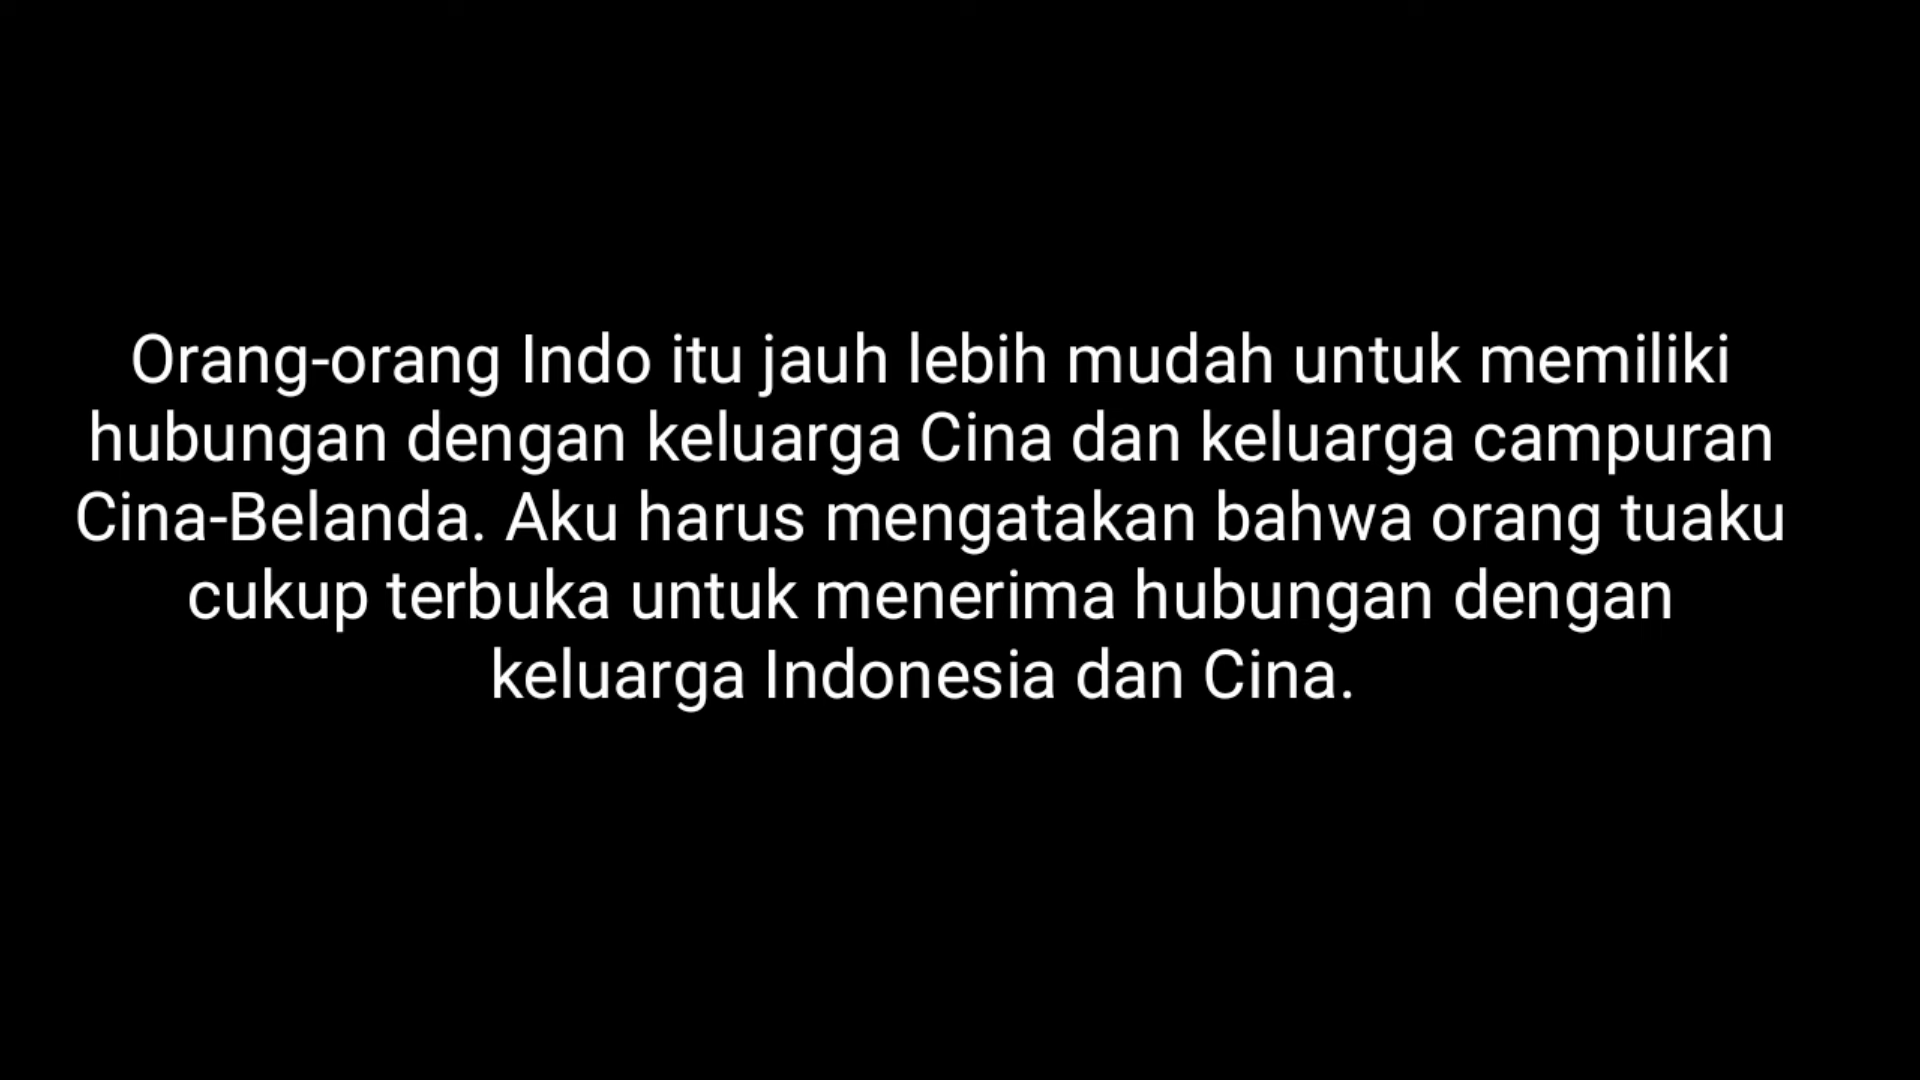 Orang-orang Indo itu jauh lebih mudah untuk memiliki
hubungan dengan keluarga Cina dan keluarga campuran
Cina-Belanda. Aku harus mengatakan bahwa orang tuaku
cukup terbuka untuk menerima hubungan dengan
keluarga Indonesia dan Cina.